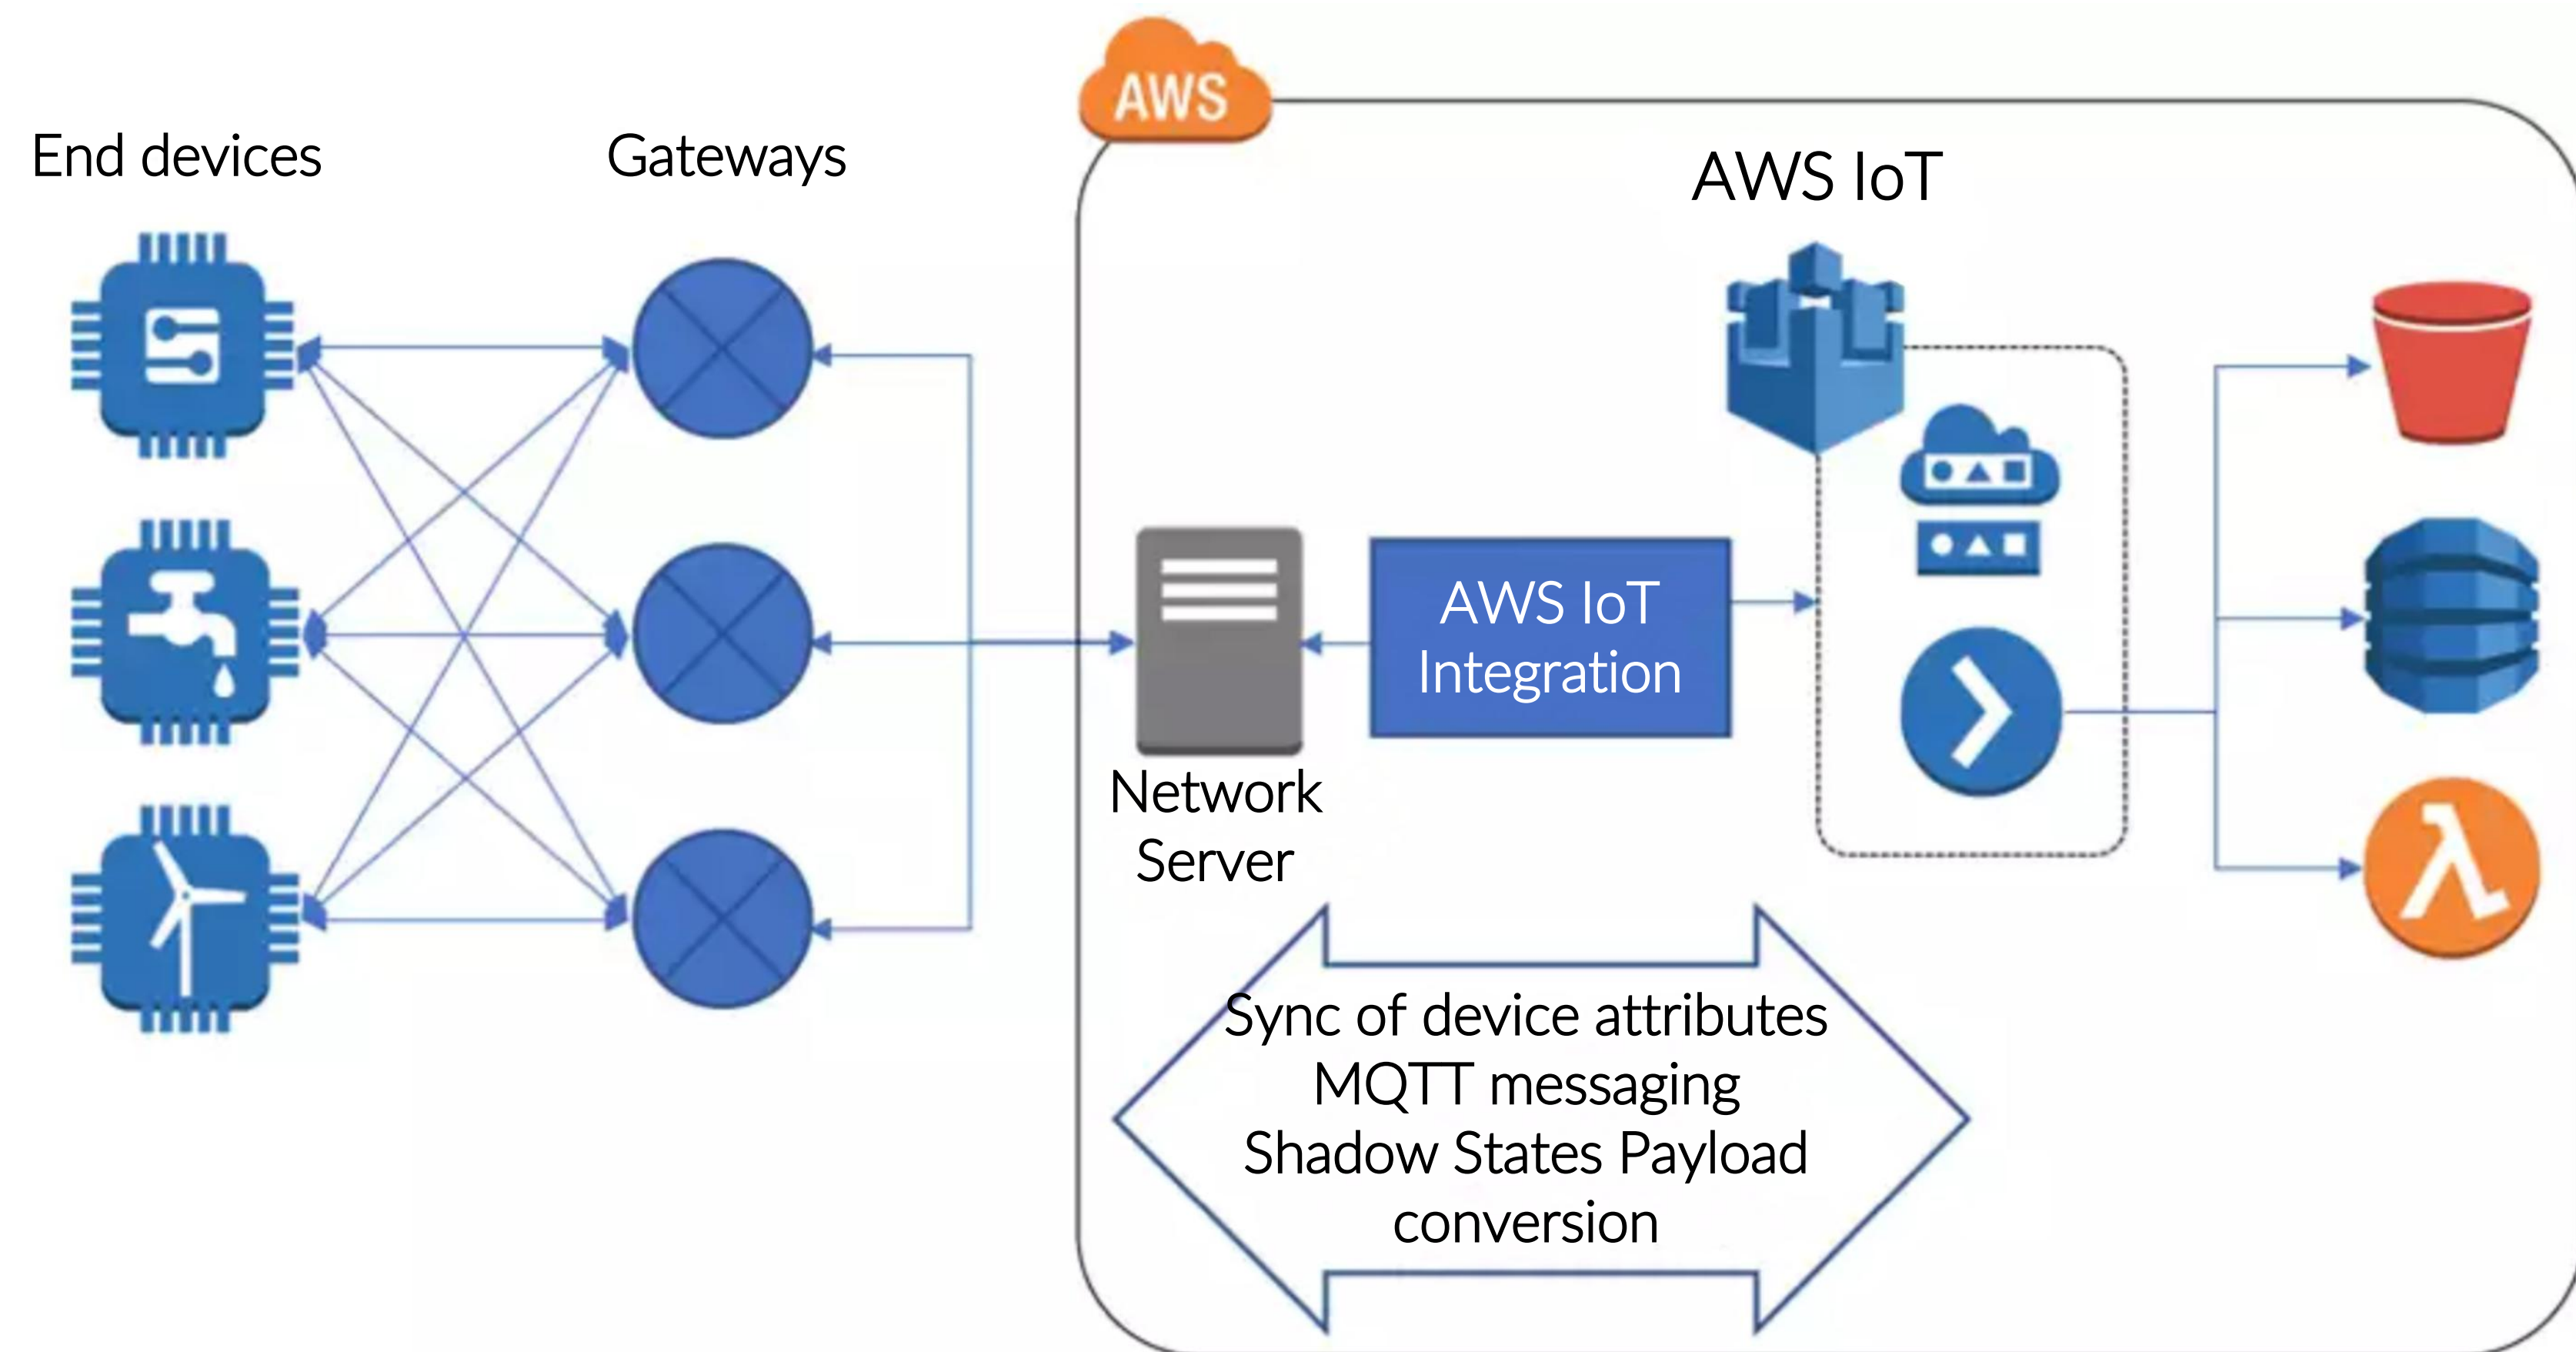 AWS
End devices
Gateways
AWS IoT
AWS IoT
Integration
Network
Server
Sync of device attributes
MQTT messaging
Shadow States Payload
conversion